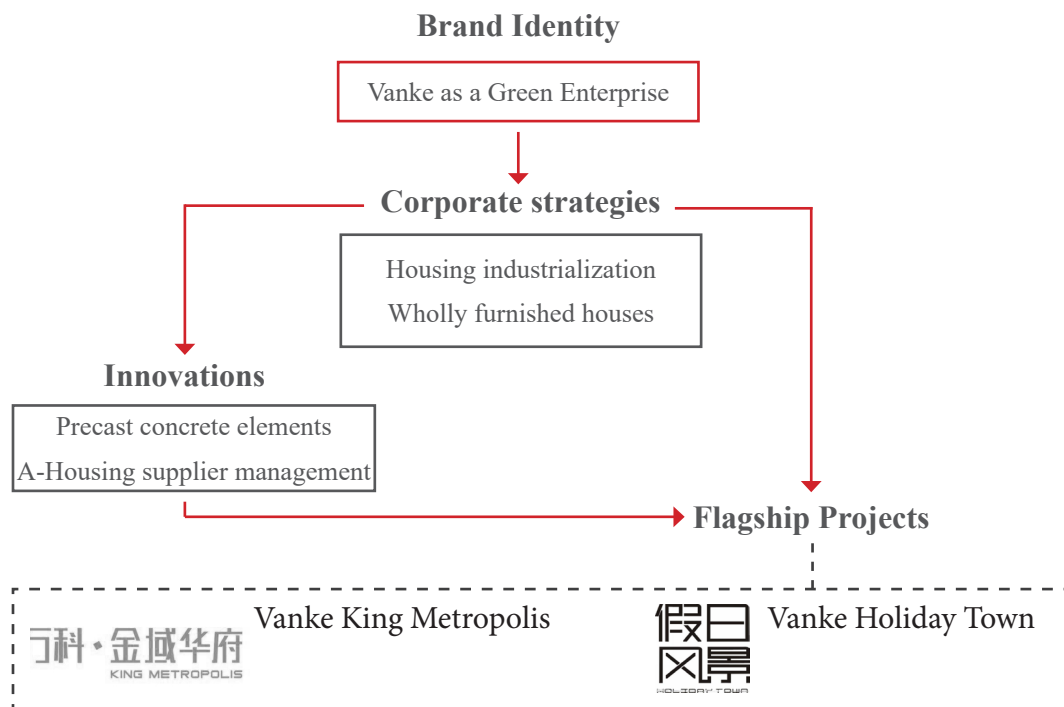 Brand Identity
Vanke as a Green Enterprise
Corporate strategies
Housing industrialization
Wholly furnished houses
Innovations
Precast concrete elements
A-Housing supplier management
Flagship Projects
Vanke King Metropolis
万科·金域华府
KING METROPOLIS
假日
风景
HOLIDAY TOWN
Vanke Holiday Town